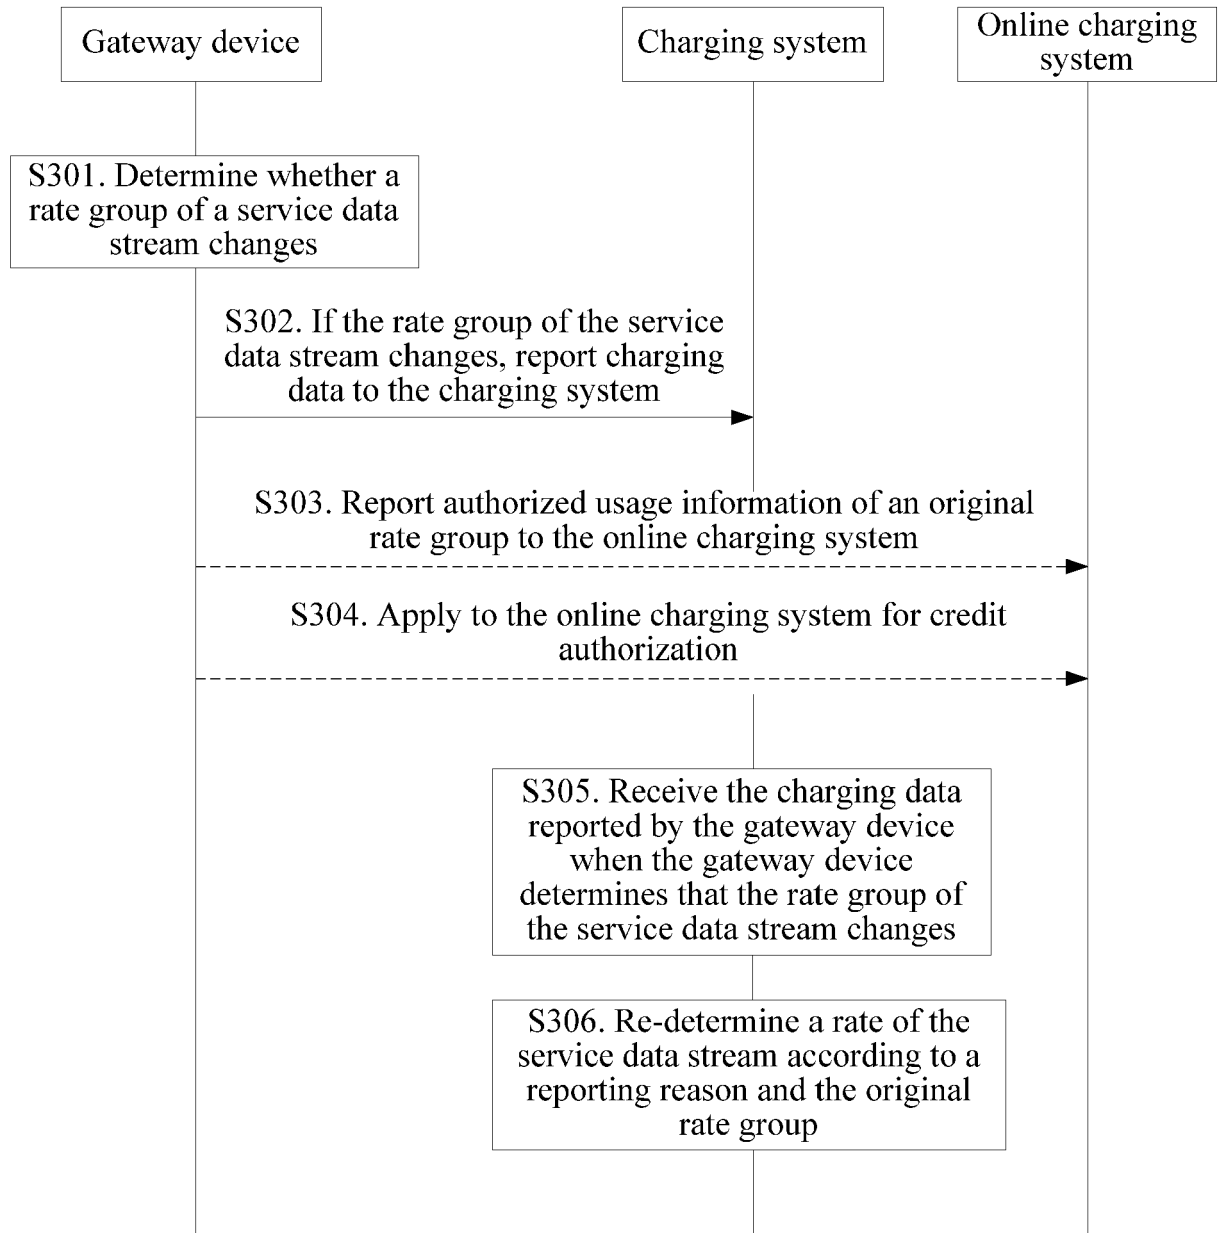 Gateway device
Charging system
Online charging
system
S301. Determine whether a
rate group of a service data
stream changes
S302. If the rate group of the service
data stream changes, report charging
data to the charging system
S303. Report authorized usage information of an original
rate group to the online charging system
S304. Apply to the online charging system for credit
authorization
S305. Receive the charging data
reported by the gateway device
when the gateway device
determines that the rate group of
the service data stream changes
S306. Re-determine a rate of the
service data stream according to a
reporting reason and the original
rate group